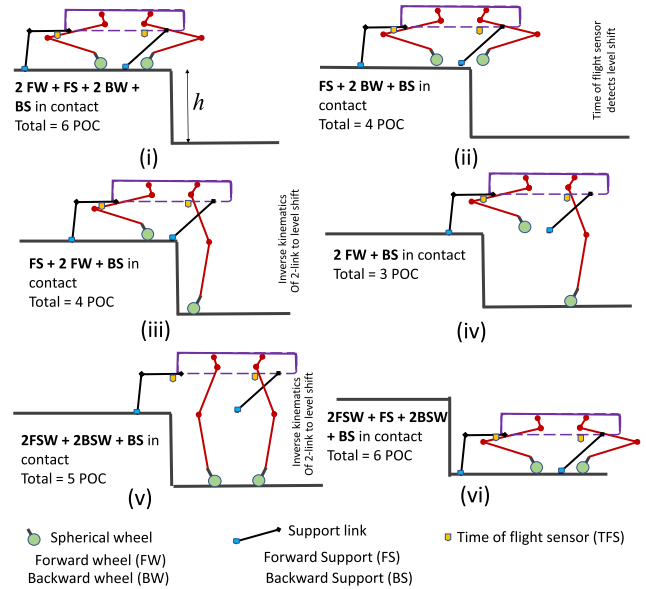 2 FW + FS + 2 BW +
BS in contact
Total = 6 POC
h
(i)
FS + 2 BW + BS in
contact
Total = 4 POC
(ii)
Time of flight sensor
detects level shift
FS + 2 FW + BS in
contact
Total = 4 POC
(iii)
Inverse kinematics
Of 2-link to level shift
2 FW + BS in contact
Total = 3 POC
(iv)
2FSW + 2BSW + BS in
contact
Total = 5 POC
(v)
Inverse kinematics
Of 2-link to level shift
2FSW + FS + 2BSW
+ BS in contact
Total = 6 POC
(vi)
Spherical wheel
Forward wheel (FW)
Backward wheel (BW)
Support link
Forward Support (FS)
Backward Support (BS)
Time of flight sensor (TFS)